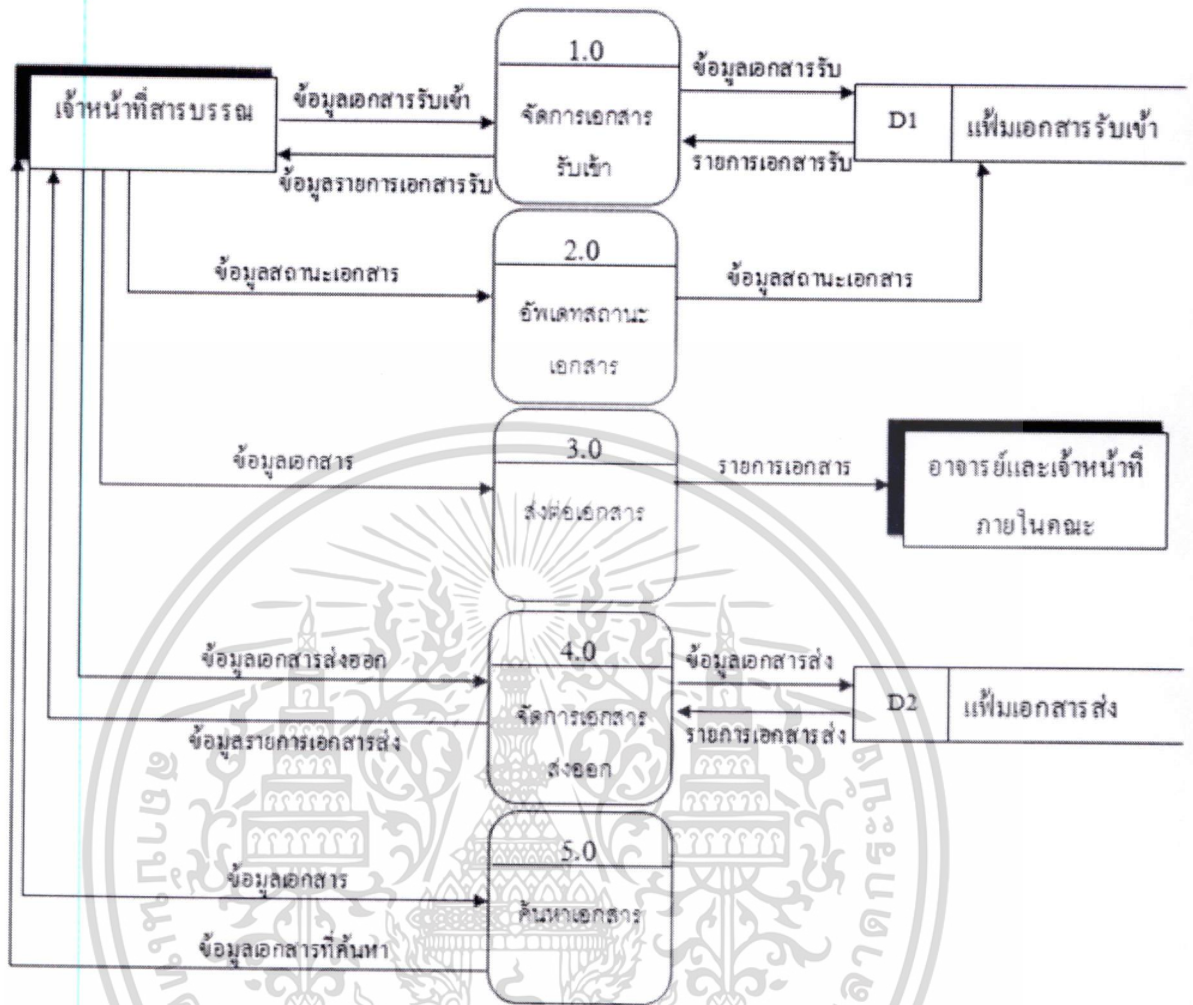 1.0
จัดการเอกสาร
รับเข้า
เจ้าหน้าที่สารบรรณ
ข้อมูลเอกสารรับเข้า
ข้อมูลรายการเอกสารรับ
ข้อมูลเอกสารรับ
รายการเอกสารรับ
D1 แฟ้มเอกสารรับเข้า
2.0
อัพเดทสถานะ
เอกสาร
ข้อมูลสถานะเอกสาร
ข้อมูลสถานะเอกสาร
3.0
ส่งต่อเอกสาร
ข้อมูลเอกสาร
รายการเอกสาร
อาจารย์และเจ้าหน้าที่
ภายในคณะ
4.0
จัดการเอกสาร
ส่งออก
ข้อมูลเอกสารส่งออก
ข้อมูลรายการเอกสารส่ง
ข้อมูลเอกสารส่ง
รายการเอกสารส่ง
D2 แฟ้มเอกสารส่ง
5.0
ค้นหาเอกสาร
ข้อมูลเอกสาร
ข้อมูลเอกสารที่ค้นหา